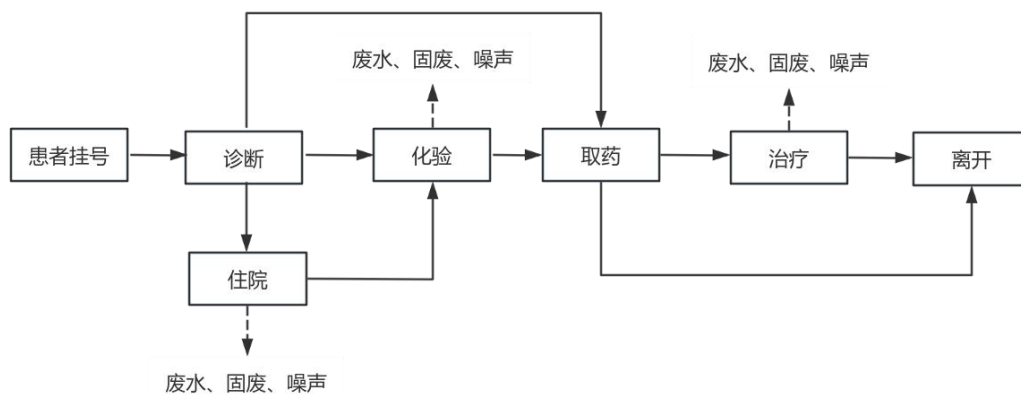 废水、固废、噪声
废水、固废、噪声
患者挂号
诊断
化验
取药
治疗
离开
住院
废水、固废、噪声